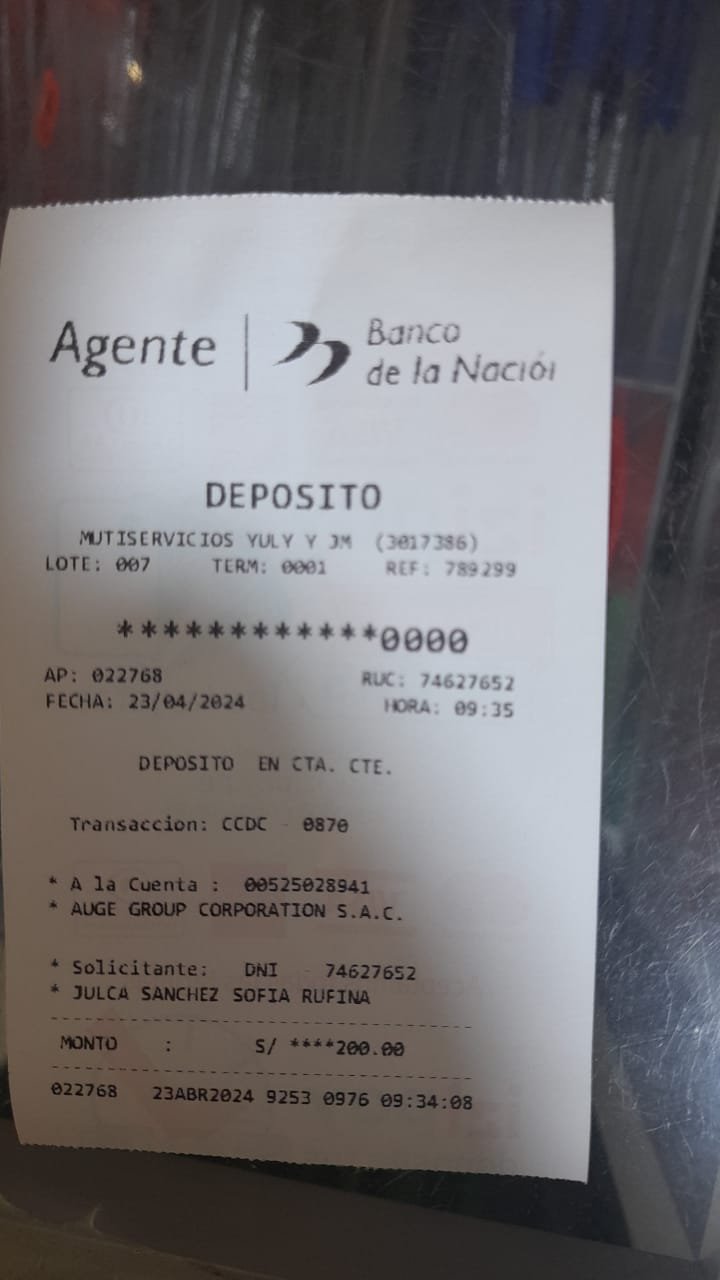 Agente | Banco
de la Nación
DEPOSITO
MUTISERVICIOS YULY Y JM (3017386)
LOTE: 007 TERM: 0001 REF: 789299
************0000
AP: 022768 RUC: 74627652
FECHA: 23/04/2024 HORA: 09:35
DEPOSITO EN CTA. CTE.
Transaccion: CCDC - 0870
* A la Cuenta : 00525028941
* AUGE GROUP CORPORATION S.A.C.
* Solicitante: DNI - 74627652
* JULCA SANCHEZ SOFIA RUFINA
MONTO : S/ ****200.00
022768 23ABR2024 9253 0976 09:34:08